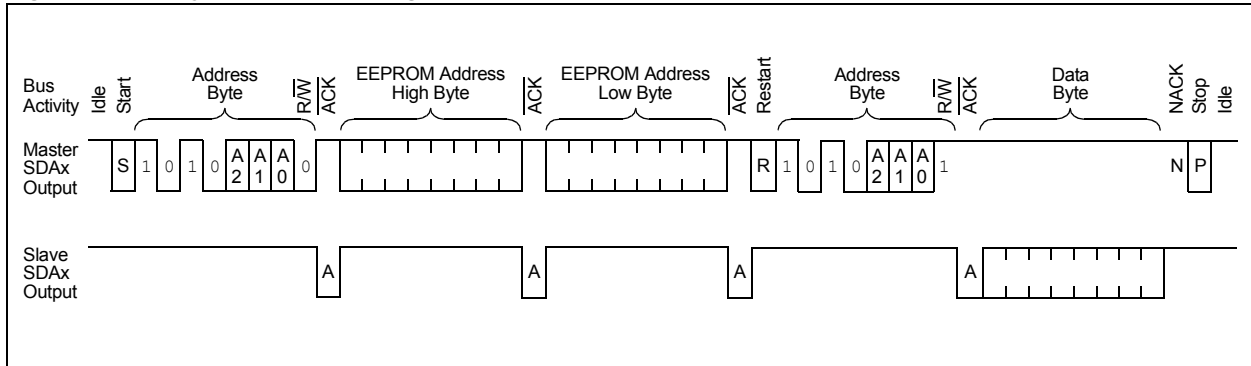 Bus Activity
Idle
Start
Address Byte
R/W
ACK
EEPROM Address High Byte
ACK
EEPROM Address Low Byte
ACK
Restart
Address Byte
R/W
ACK
Data Byte
NACK
Stop
Idle
Master SDAx Output
S 1 0 1 0 A2 A1 A0 0
R 1 0 1 0 A2 A1 A0 1
N P
Slave SDAx Output
A A A A